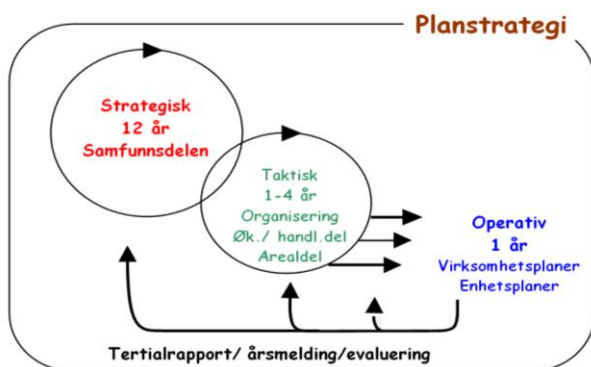 Planstrategi
Strategisk
12 år
Samfunnsdelen
Taktisk
1-4 år
Organisering
Øk./ handl.del
Arealdel
Operativ
1 år
Virksomhetsplaner
Enhetsplaner
Tertialrapport/ årsmelding/evaluering